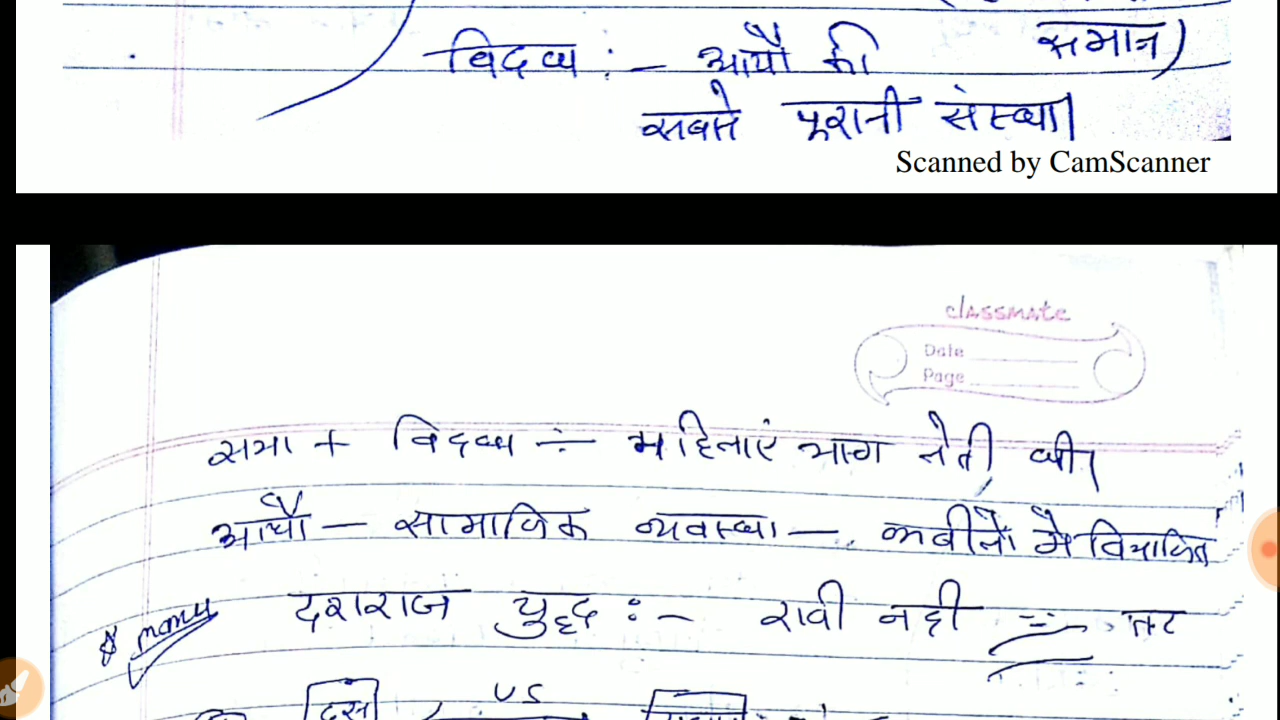 समान)
विदथ :- आर्यों की
सबसे पूरानी संस्था।
Scanned by CamScanner
classmate
Date
Page
सभा + विदथ ÷ महिलाएं भाग लेती थी।
आर्यों — सामाजिक व्यवस्था — कबीलों में विभाजित
दशराज युद्ध :- रावी नदी तट
vs